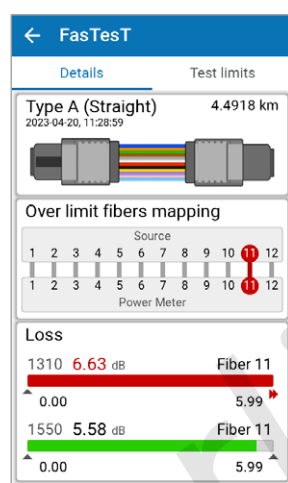 FasTesT
Details Test limits
Type A (Straight) 4.4918 km
2023-04-20, 11:28:59
Over limit fibers mapping
Source
1 2 3 4 5 6 7 8 9 10 11 12
1 2 3 4 5 6 7 8 9 10 11 12
Power Meter
Loss
1310 6.63 dB Fiber 11
0.00 5.99
1550 5.58 dB Fiber 11
0.00 5.99